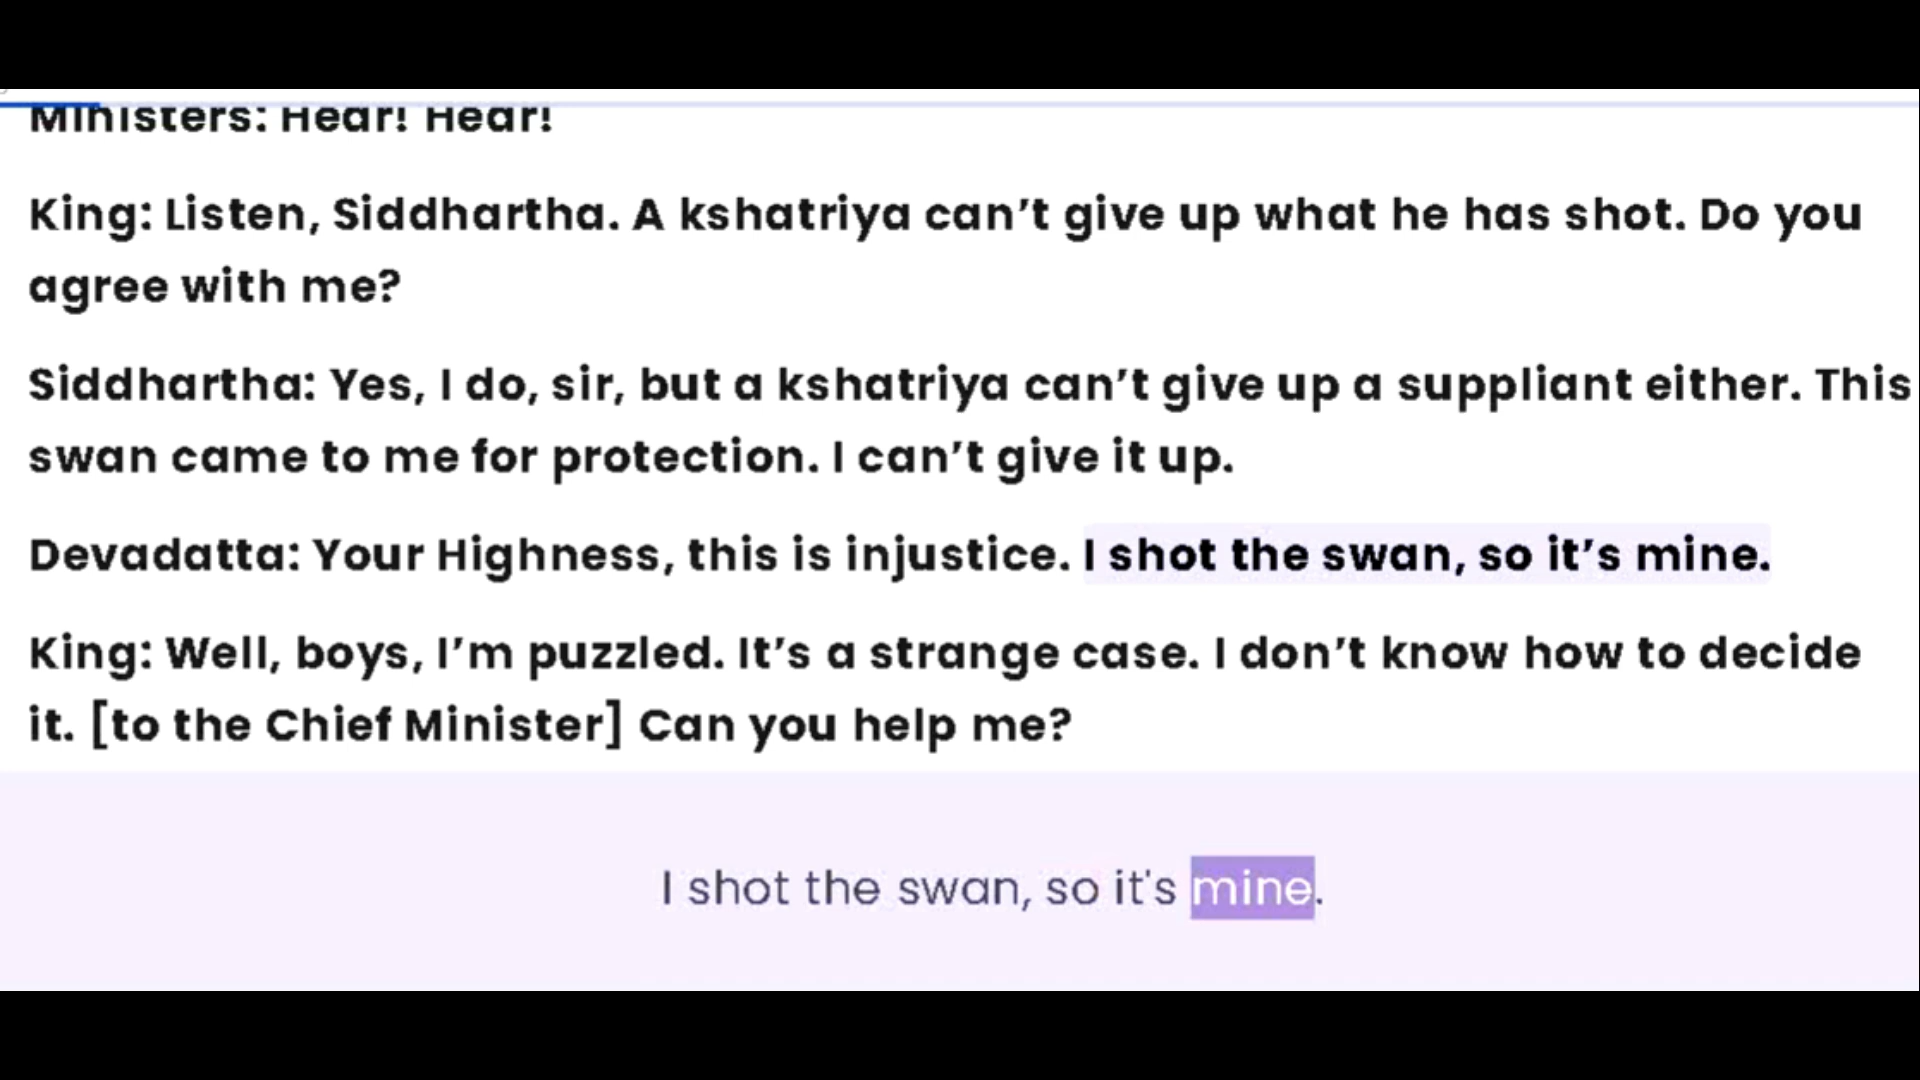 Ministers: Hear! Hear!
King: Listen, Siddhartha. A kshatriya can’t give up what he has shot. Do you
agree with me?
Siddhartha: Yes, I do, sir, but a kshatriya can’t give up a suppliant either. This
swan came to me for protection. I can’t give it up.
Devadatta: Your Highness, this is injustice. I shot the swan, so it’s mine.
King: Well, boys, I’m puzzled. It’s a strange case. I don’t know how to decide
it. [to the Chief Minister] Can you help me?
I shot the swan, so it's mine.